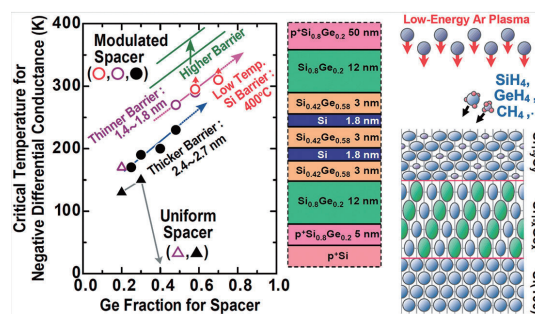 Critical Temperature for
Negative Differential Conductance (K)
400
350
300
250
200
150
100
50
0
0.0 0.2 0.4 0.6 0.8 1.0
Ge Fraction for Spacer
Modulated
Spacer
(○,○,●)
Higher Barrier
Thinner Barrier :
1.4~1.8 nm
Low Temp.
Si Barrier :
400°C
Thicker Barrier :
2.4~2.7 nm
Uniform
Spacer
(△,▲)
p⁺Si₀.₈Ge₀.₂ 50 nm
Si₀.₈Ge₀.₂ 12 nm
Si₀.₄₂Ge₀.₅₈ 3 nm
Si 1.8 nm
Si₀.₄₂Ge₀.₅₈ 3 nm
Si 1.8 nm
Si₀.₄₂Ge₀.₅₈ 3 nm
Si₀.₈Ge₀.₂ 12 nm
p⁺Si₀.₈Ge₀.₂ 5 nm
p⁺Si
Low-Energy Ar Plasma
SiH₄,
GeH₄,
CH₄,..